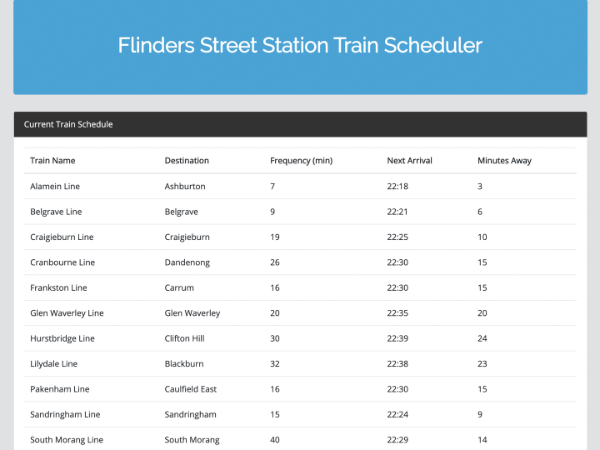 Flinders Street Station Train Scheduler
Current Train Schedule
Train Name Destination Frequency (min) Next Arrival Minutes Away
Alamein Line Ashburton 7 22:18 3
Belgrave Line Belgrave 9 22:21 6
Craigieburn Line Craigieburn 19 22:25 10
Cranbourne Line Dandenong 26 22:30 15
Frankston Line Carrum 16 22:30 15
Glen Waverley Line Glen Waverley 20 22:35 20
Hurstbridge Line Clifton Hill 30 22:39 24
Lilydale Line Blackburn 32 22:38 23
Pakenham Line Caulfield East 16 22:30 15
Sandringham Line Sandringham 15 22:24 9
South Morang Line South Morang 40 22:29 14